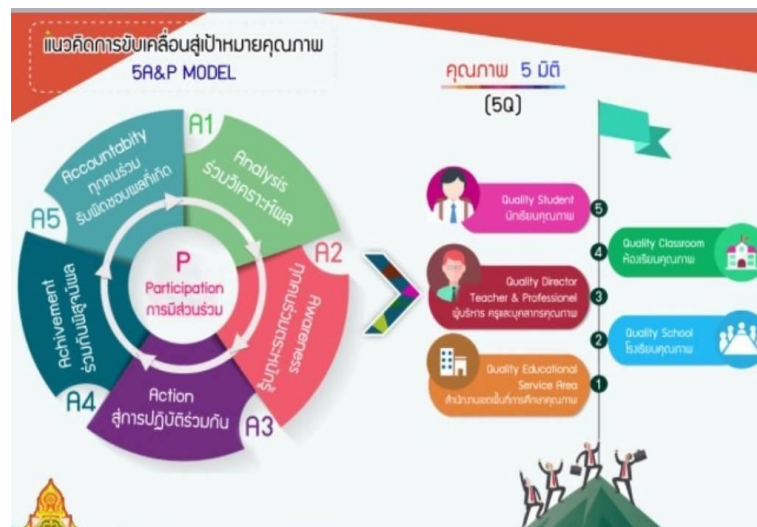 แนวคิดการขับเคลื่อนสู่เป้าหมายคุณภาพ
5A&P MODEL
A1
Analysis
ร่วมวิเคราะห์ผล
A2
Awareness
ทุกคนร่วมตระหนักรู้
A3
Action
สู่การปฏิบัติร่วมกัน
A4
Achivement
ร่วมกันพิสูจน์ผล
A5
Accountabity
ทุกคนร่วม
รับผิดชอบผลที่เกิด
P
Participation
การมีส่วนร่วม
คุณภาพ 5 มิติ
(5Q)
Quality Student
นักเรียนคุณภาพ
5
Quality Classroom
ห้องเรียนคุณภาพ
4
Quality Director
Teacher & Professionel
ผู้บริหาร ครูและบุคลากรคุณภาพ
3
Quality School
โรงเรียนคุณภาพ
2
Quality Educational
Service Area
สำนักงานเขตพื้นที่การศึกษาคุณภาพ
1